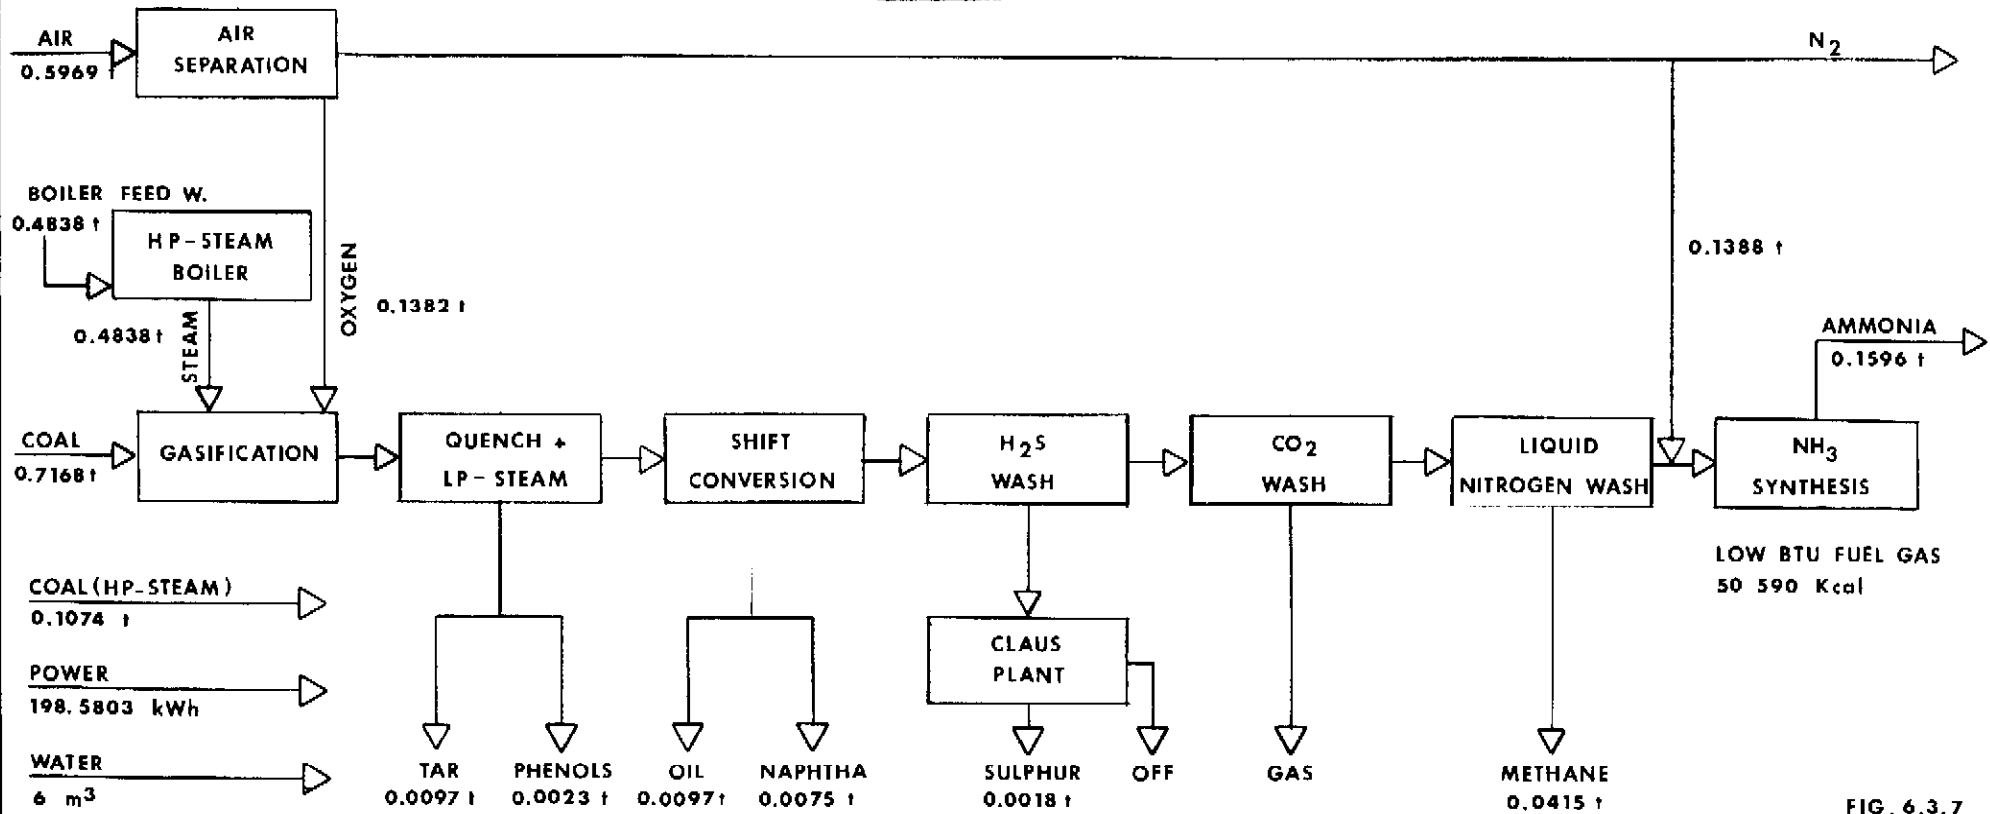 AIR
0.5969 t
AIR
SEPARATION
N2
BOILER FEED W.
0.4838 t
HP-STEAM
BOILER
0.4838 t
STEAM
OXYGEN
0.1382 t
0.1388 t
AMMONIA
0.1596 t
COAL
0.7168 t
GASIFICATION
QUENCH +
LP-STEAM
SHIFT
CONVERSION
H2S
WASH
CO2
WASH
LIQUID
NITROGEN WASH
NH3
SYNTHESIS
LOW BTU FUEL GAS
50 590 Kcal
COAL (HP-STEAM)
0.1074 t
POWER
198.5803 kWh
WATER
6 m3
CLAUS
PLANT
TAR
0.0097 t
PHENOLS
0.0023 t
OIL
0.0097 t
NAPHTHA
0.0075 t
SULPHUR
0.0018 t
OFF
GAS
METHANE
0.0415 t
FIG. 6.3.7